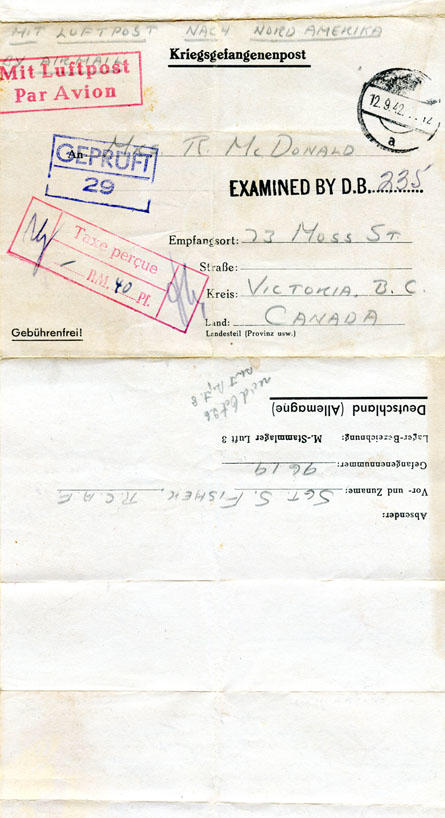 MIT LUFTPOST NACH NORD AMERIKA
BY AIRMAIL
Kriegsgefangenenpost
Mit Luftpost
Par Avion
12.9.42
a
An MRS R. McDONALD
GEPRÜFT
29
EXAMINED BY D.B. 235
Taxe perçue
RM. 40 Pf.
Empfangsort: 73 MOSS ST
Straße:
Kreis: VICTORIA, B. C.
Land: CANADA
Landesteil (Provinz usw.)
Gebührenfrei!
Absender:
Vor- und Zuname: SGT S. FISHER, R.C.A.F.
Gefangenennummer: 9619
Lager-Bezeichnung: M.-Stammlager Luft 3
Deutschland (Allemagne)